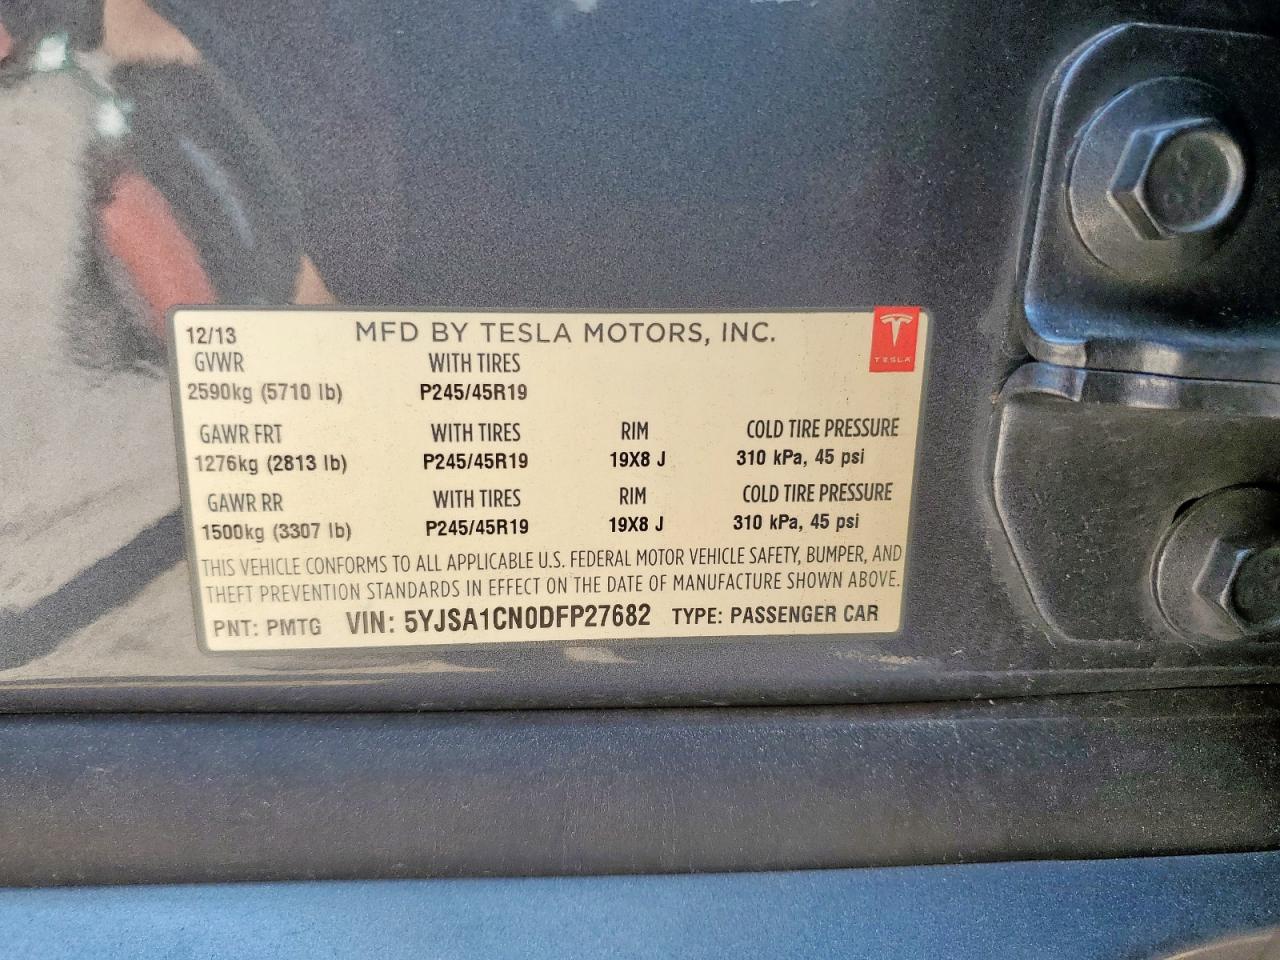 12/13 MFD BY TESLA MOTORS, INC.
TESLA
GVWR WITH TIRES
2590kg (5710 lb) P245/45R19
GAWR FRT WITH TIRES RIM COLD TIRE PRESSURE
1276kg (2813 lb) P245/45R19 19X8 J 310 kPa, 45 psi
GAWR RR WITH TIRES RIM COLD TIRE PRESSURE
1500kg (3307 lb) P245/45R19 19X8 J 310 kPa, 45 psi
THIS VEHICLE CONFORMS TO ALL APPLICABLE U.S. FEDERAL MOTOR VEHICLE SAFETY, BUMPER, AND
THEFT PREVENTION STANDARDS IN EFFECT ON THE DATE OF MANUFACTURE SHOWN ABOVE.
PNT: PMTG VIN: 5YJSA1CN0DFP27682 TYPE: PASSENGER CAR